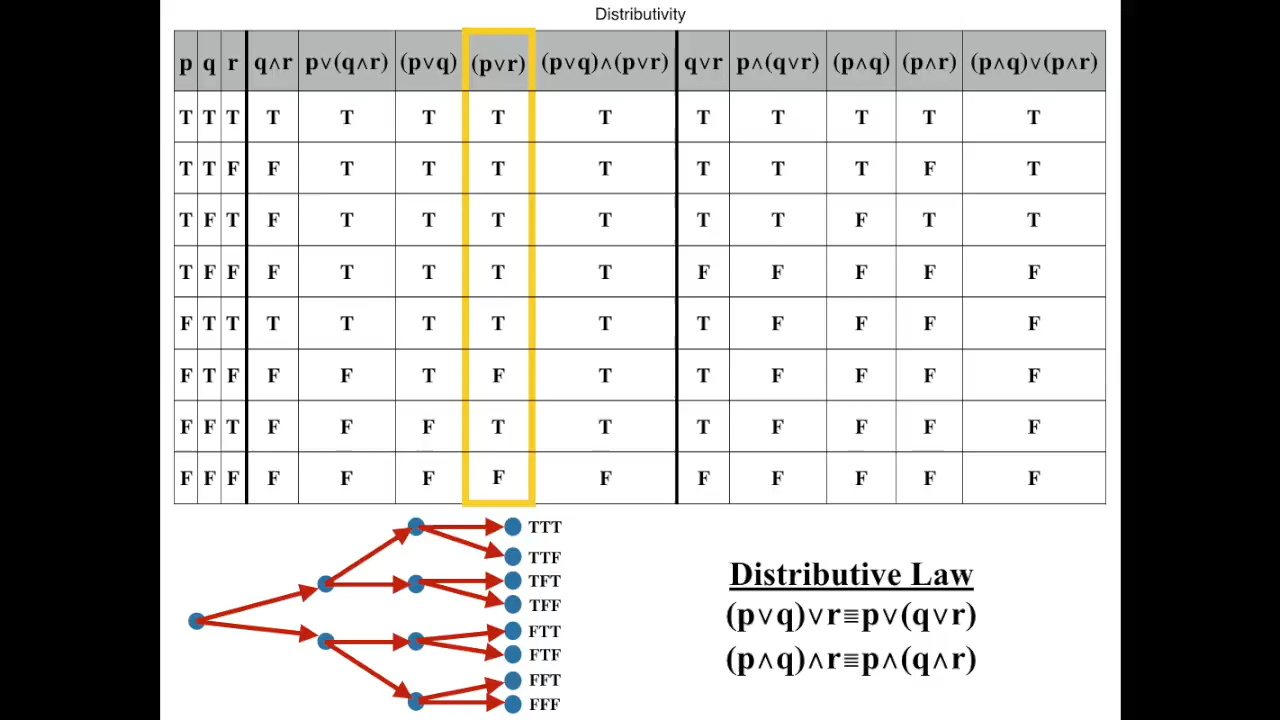 Distributivity
p q r q∧r p∨(q∧r) (p∨q) (p∨r) (p∨q)∧(p∨r) q∨r p∧(q∨r) (p∧q) (p∧r) (p∧q)∨(p∧r)
T T T T T T T T T T T T T
T T F F T T T T T T T F T
T F T F T T T T T T F T T
T F F F T T T T F F F F F
F T T T T T T T T F F F F
F T F F F T F T T F F F F
F F T F F F T T T F F F F
F F F F F F F F F F F F F
TTT
TTF
TFT
TFF
FTT
FTF
FFT
FFF
Distributive Law
(p∨q)∨r≡p∨(q∨r)
(p∧q)∧r≡p∧(q∧r)